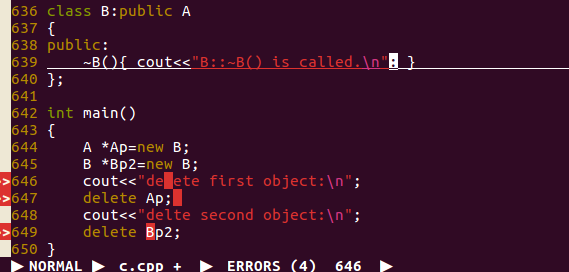 636 class B:public A
637 {
638 public:
639     ~B(){ cout<<"B::~B() is called.\n"; }
640 };
641
642 int main()
643 {
644     A *Ap=new B;
645     B *Bp2=new B;
>>646     cout<<"delete first object:\n";
>>647     delete Ap;
648     cout<<"delte second object:\n";
>>649     delete Bp2;
650 }
▶NORMAL ▶ c.cpp + ▶ ERRORS (4) 646 ▶